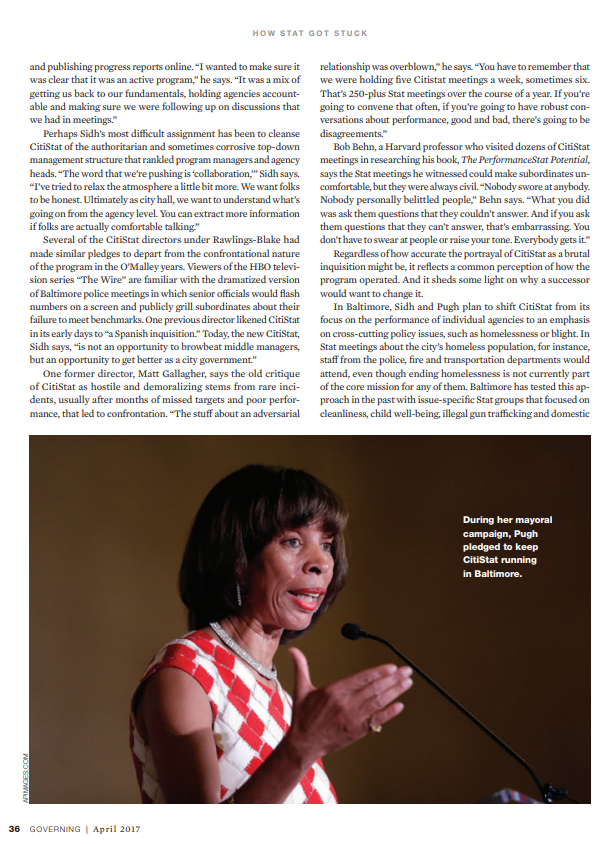 HOW STAT GOT STUCK
and publishing progress reports online. “I wanted to make sure it
was clear that it was an active program,” he says. “It was a mix of
getting us back to our fundamentals, holding agencies account-
able and making sure we were following up on discussions that
we had in meetings.”
Perhaps Sidh’s most difficult assignment has been to cleanse
CitiStat of the authoritarian and sometimes corrosive top-down
management structure that rankled program managers and agency
heads. “The word that we’re pushing is ‘collaboration,’” Sidh says.
“I’ve tried to relax the atmosphere a little bit more. We want folks
to be honest. Ultimately as city hall, we want to understand what’s
going on from the agency level. You can extract more information
if folks are actually comfortable talking.”
Several of the CitiStat directors under Rawlings-Blake had
made similar pledges to depart from the confrontational nature
of the program in the O’Malley years. Viewers of the HBO televi-
sion series “The Wire” are familiar with the dramatized version
of Baltimore police meetings in which senior officials would flash
numbers on a screen and publicly grill subordinates about their
failure to meet benchmarks. One previous director likened CitiStat
in its early days to “a Spanish inquisition.” Today, the new CitiStat,
Sidh says, “is not an opportunity to browbeat middle managers,
but an opportunity to get better as a city government.”
One former director, Matt Gallagher, says the old critique
of CitiStat as hostile and demoralizing stems from rare inci-
dents, usually after months of missed targets and poor perfor-
mance, that led to confrontation. “The stuff about an adversarial
relationship was overblown,” he says. “You have to remember that
we were holding five Citistat meetings a week, sometimes six.
That’s 250-plus Stat meetings over the course of a year. If you’re
going to convene that often, if you’re going to have robust con-
versations about performance, good and bad, there’s going to be
disagreements.”
Bob Behn, a Harvard professor who visited dozens of CitiStat
meetings in researching his book, The PerformanceStat Potential,
says the Stat meetings he witnessed could make subordinates un-
comfortable, but they were always civil. “Nobody swore at anybody.
Nobody personally belittled people,” Behn says. “What you did
was ask them questions that they couldn’t answer. And if you ask
them questions that they can’t answer, that’s embarrassing. You
don’t have to swear at people or raise your tone. Everybody gets it.”
Regardless of how accurate the portrayal of CitiStat as a brutal
inquisition might be, it reflects a common perception of how the
program operated. And it sheds some light on why a successor
would want to change it.
In Baltimore, Sidh and Pugh plan to shift CitiStat from its
focus on the performance of individual agencies to an emphasis
on cross-cutting policy issues, such as homelessness or blight. In
Stat meetings about the city’s homeless population, for instance,
staff from the police, fire and transportation departments would
attend, even though ending homelessness is not currently part
of the core mission for any of them. Baltimore has tested this ap-
proach in the past with issue-specific Stat groups that focused on
cleanliness, child well-being, illegal gun trafficking and domestic
During her mayoral
campaign, Pugh
pledged to keep
CitiStat running
in Baltimore.
APIMAGES.COM
36 GOVERNING | April 2017